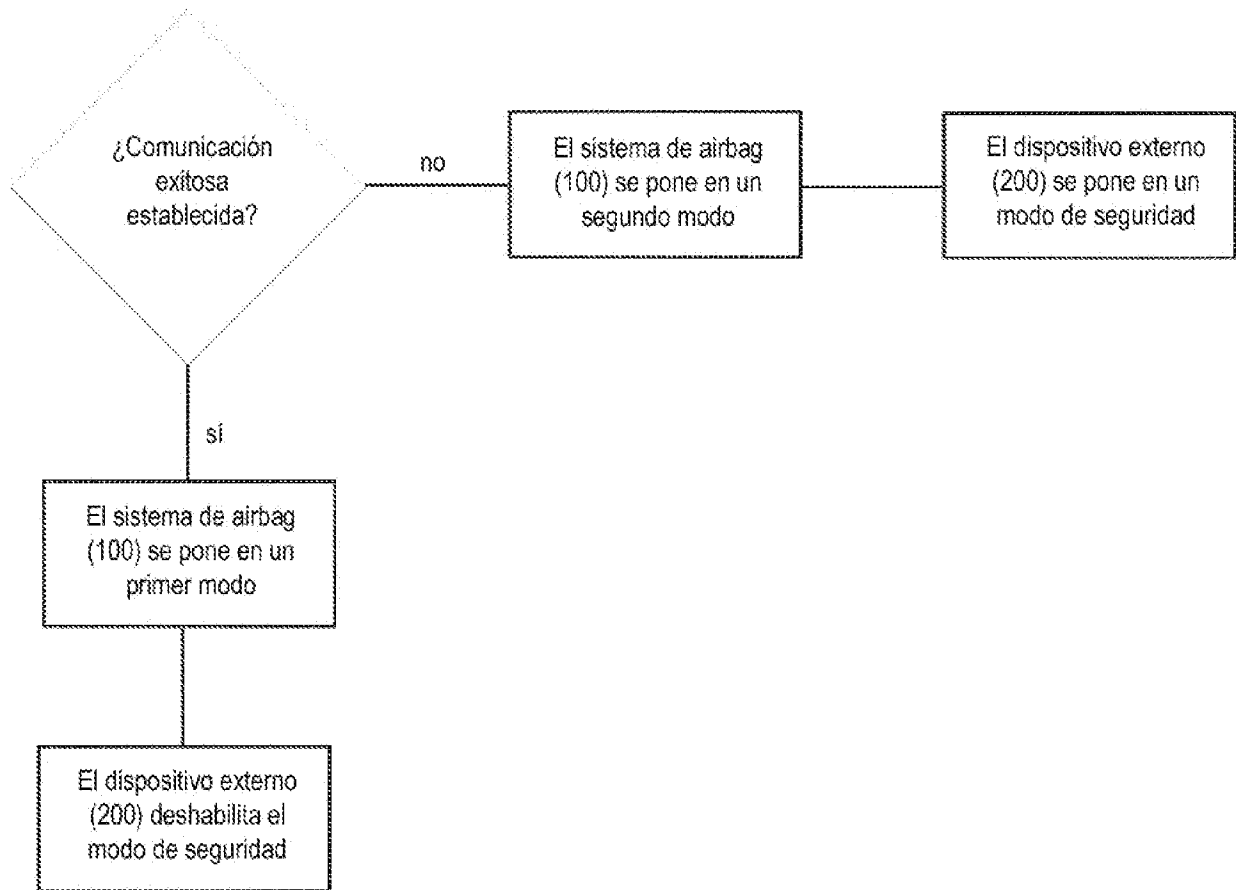 ¿Comunicación
exitosa
establecida?
no
El sistema de airbag
(100) se pone en un
segundo modo
El dispositivo externo
(200) se pone en un
modo de seguridad
sí
El sistema de airbag
(100) se pone en un
primer modo
El dispositivo externo
(200) deshabilita el
modo de seguridad